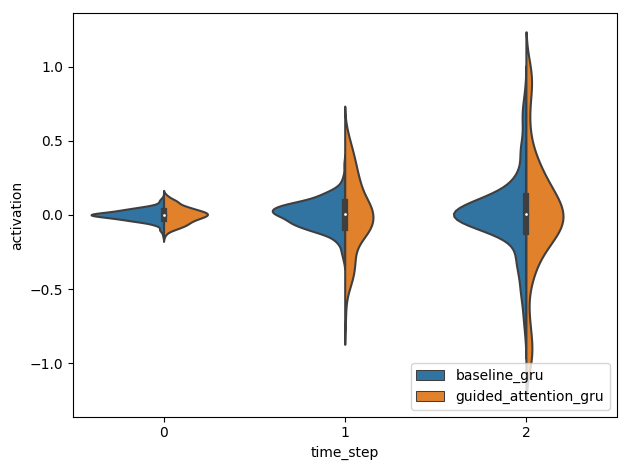 1.0
0.5
0.0
−0.5
−1.0
activation
0
1
2
time_step
baseline_gru
guided_attention_gru